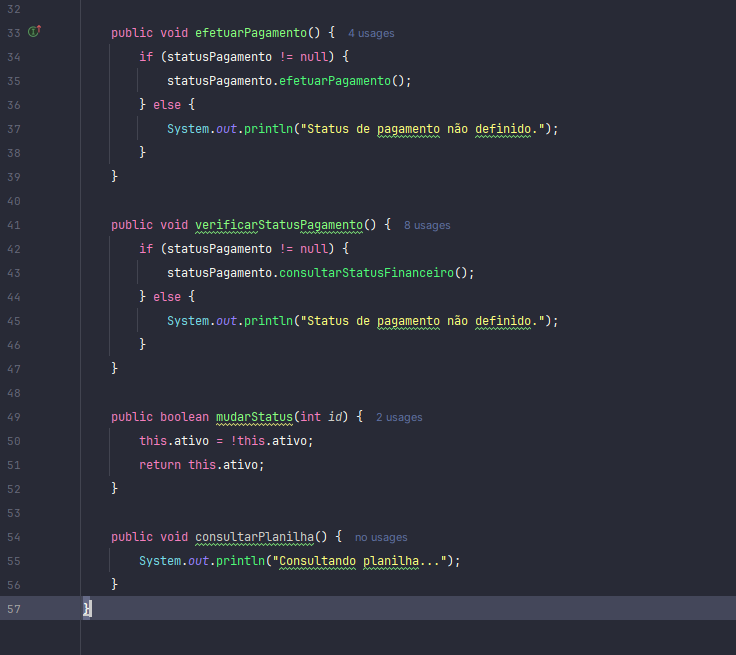 32
33 public void efetuarPagamento() { 4 usages
34 if (statusPagamento != null) {
35 statusPagamento.efetuarPagamento();
36 } else {
37 System.out.println("Status de pagamento não definido.");
38 }
39 }
40
41 public void verificarStatusPagamento() { 8 usages
42 if (statusPagamento != null) {
43 statusPagamento.consultarStatusFinanceiro();
44 } else {
45 System.out.println("Status de pagamento não definido.");
46 }
47 }
48
49 public boolean mudarStatus(int id) { 2 usages
50 this.ativo = !this.ativo;
51 return this.ativo;
52 }
53
54 public void consultarPlanilha() { no usages
55 System.out.println("Consultando planilha...");
56 }
57 }